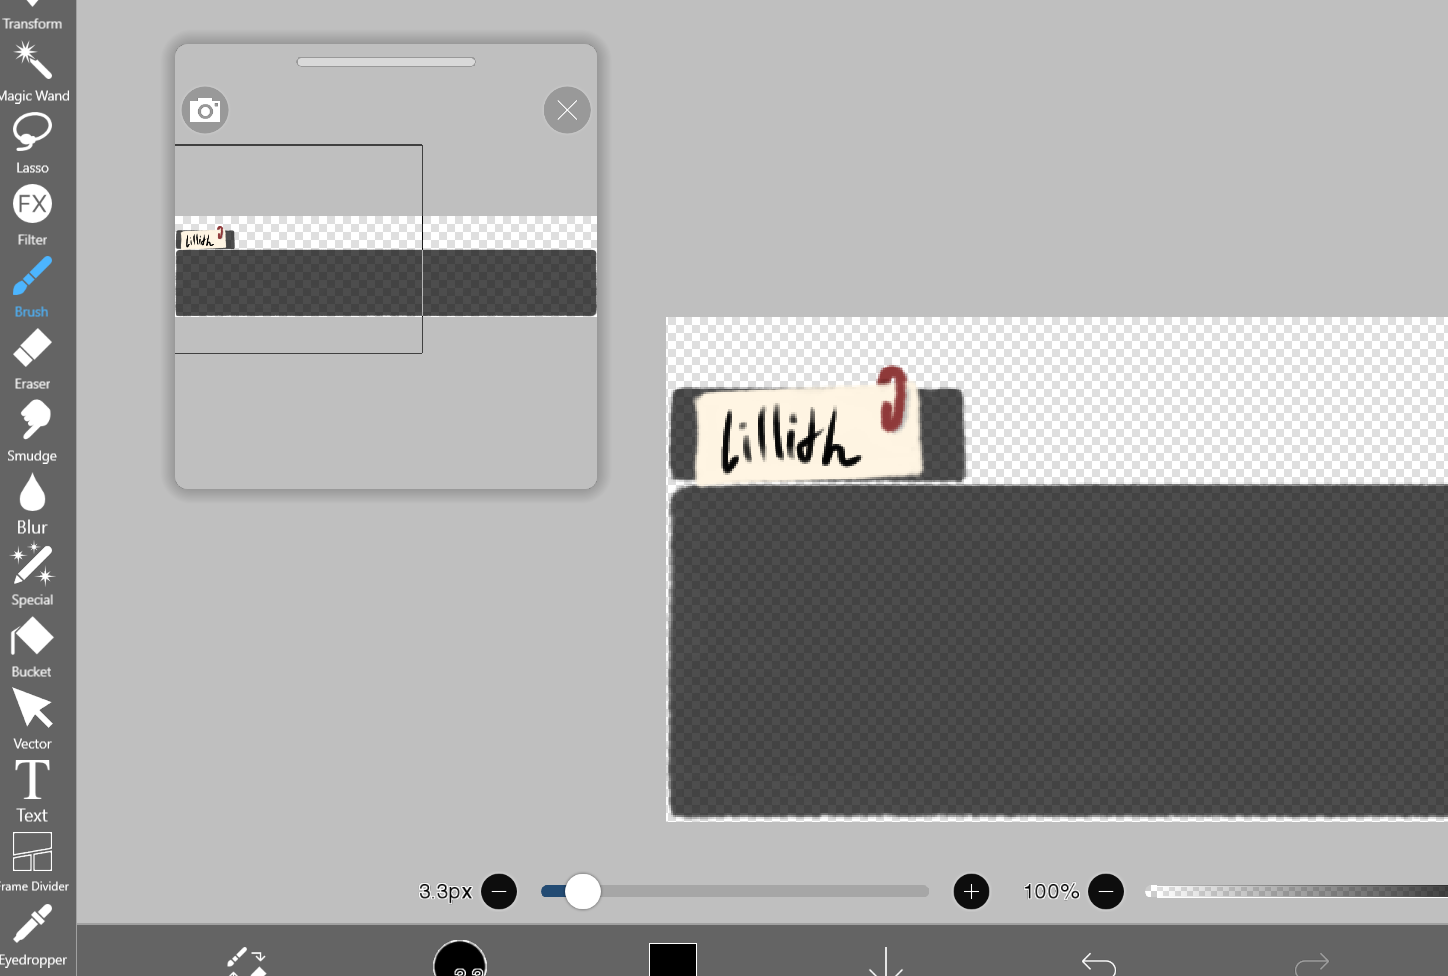 Transform
Magic Wand
Lasso
FX
Filter
Brush
Eraser
Smudge
Blur
Special
Bucket
Vector
T
Text
Frame Divider
Eyedropper
Lillith
Lillith
3.3px
100%